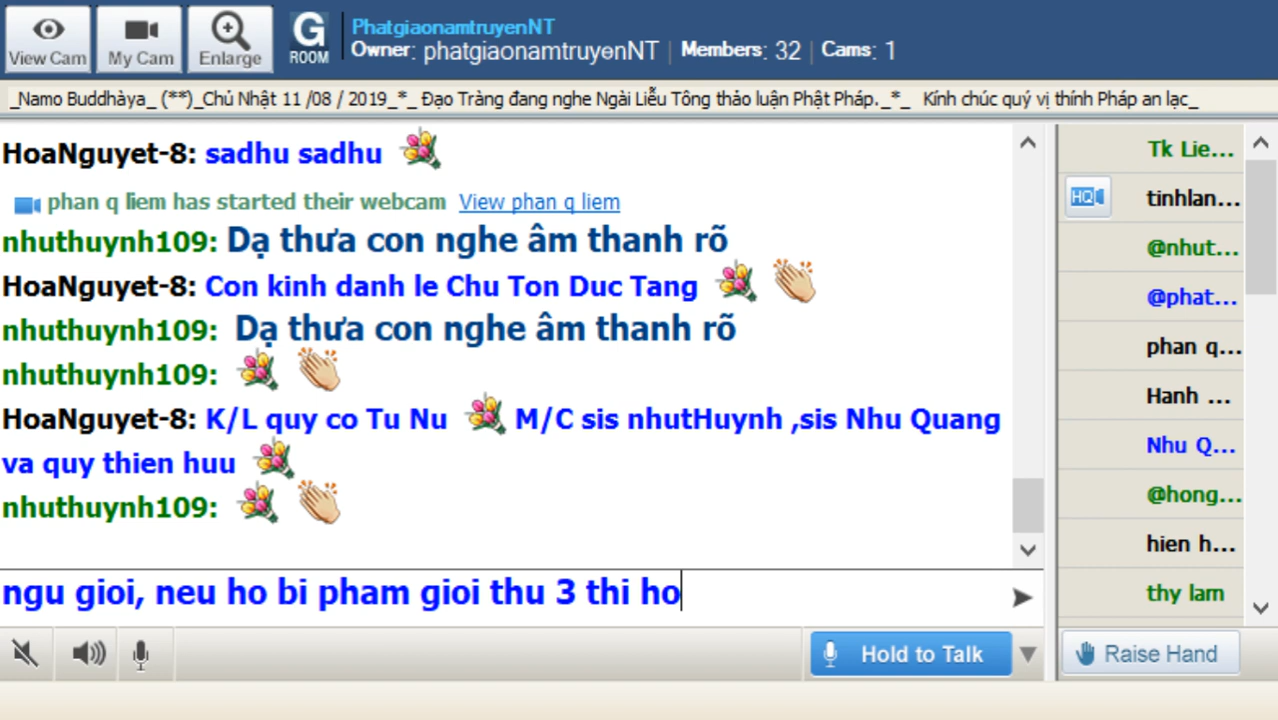 View Cam
My Cam
Enlarge
G
ROOM
PhatgiaonamtruyenNT
Owner: phatgiaonamtruyenNT | Members: 32 | Cams: 1
_Namo Buddhàya_ (**)_Chủ Nhật 11 /08 / 2019_*_ Đạo Tràng đang nghe Ngài Liễu Tông thảo luận Phật Pháp._*_ Kính chúc quý vị thính Pháp an lạc_
HoaNguyet-8: sadhu sadhu
phan q liem has started their webcam View phan q liem
nhuthuynh109: Dạ thưa con nghe âm thanh rõ
HoaNguyet-8: Con kinh danh le Chu Ton Duc Tang
nhuthuynh109: Dạ thưa con nghe âm thanh rõ
nhuthuynh109:
HoaNguyet-8: K/L quy co Tu Nu M/C sis nhutHuynh ,sis Nhu Quang
va quy thien huu
nhuthuynh109:
ngu gioi, neu ho bi pham gioi thu 3 thi ho
Hold to Talk
Tk Lie...
HQ
tinhlan...
@nhut...
@phat...
phan q...
Hanh ...
Nhu Q...
@hong...
hien h...
thy lam
Raise Hand